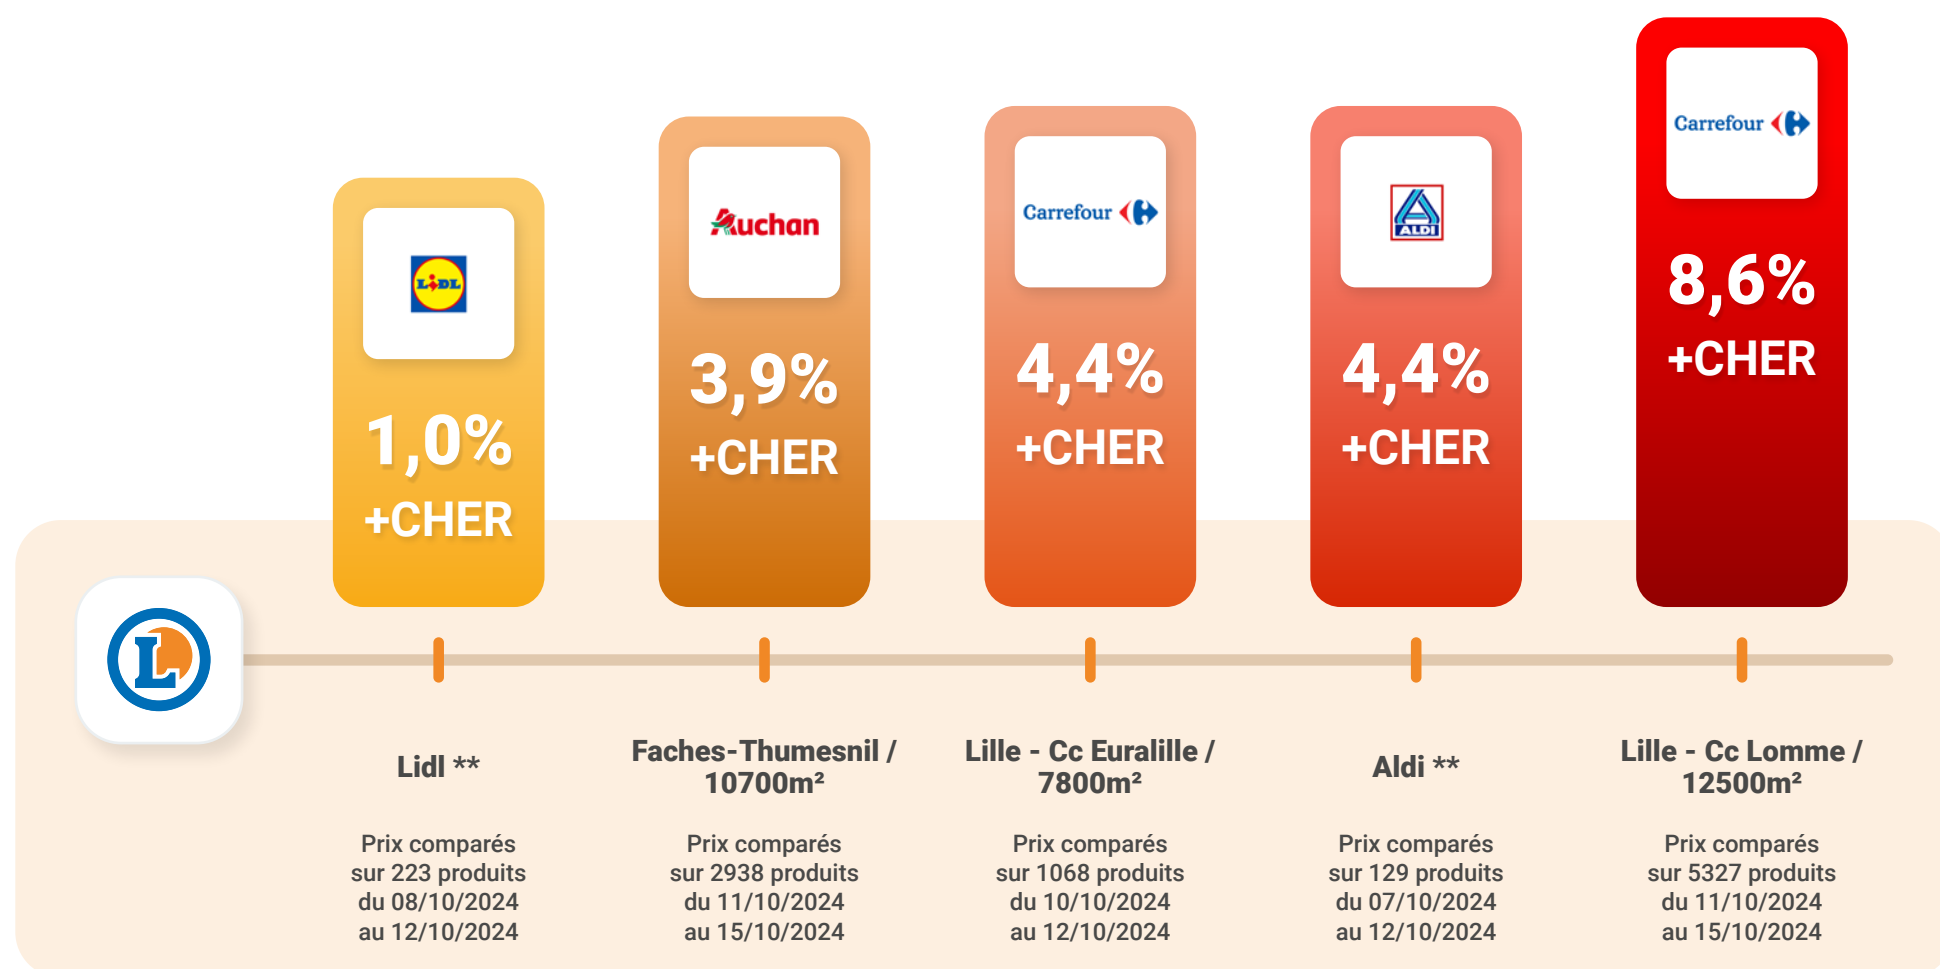 LIDL
1,0%
+CHER
Auchan
3,9%
+CHER
Carrefour
4,4%
+CHER
ALDI
4,4%
+CHER
Carrefour
8,6%
+CHER
L
Lidl **
Prix comparés
sur 223 produits
du 08/10/2024
au 12/10/2024
Faches-Thumesnil /
10700m²
Prix comparés
sur 2938 produits
du 11/10/2024
au 15/10/2024
Lille - Cc Euralille /
7800m²
Prix comparés
sur 1068 produits
du 10/10/2024
au 12/10/2024
Aldi **
Prix comparés
sur 129 produits
du 07/10/2024
au 12/10/2024
Lille - Cc Lomme /
12500m²
Prix comparés
sur 5327 produits
du 11/10/2024
au 15/10/2024